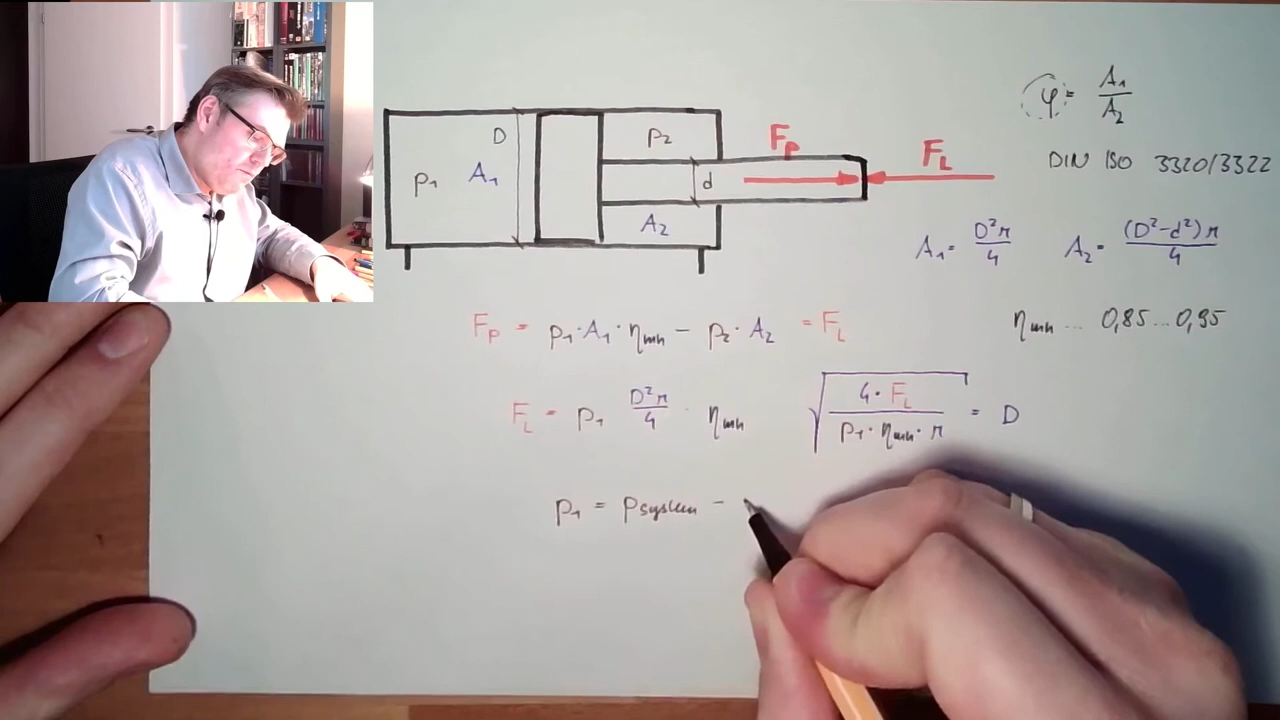 φ = A₁/A₂
DIN ISO 3320/3322
D
p₂
F_P
F_L
p₁
A₁
d
A₂
A₁ = D²π/4
A₂ = (D²-d²)π/4
F_P = p₁·A₁·η_mh - p₂·A₂ = F_L
η_mh ... 0,85...0,95
F_L = p₁ D²π/4 · η_mh
√(4·F_L/(p₁·η_mh·π)) = D
p₁ = p_system -